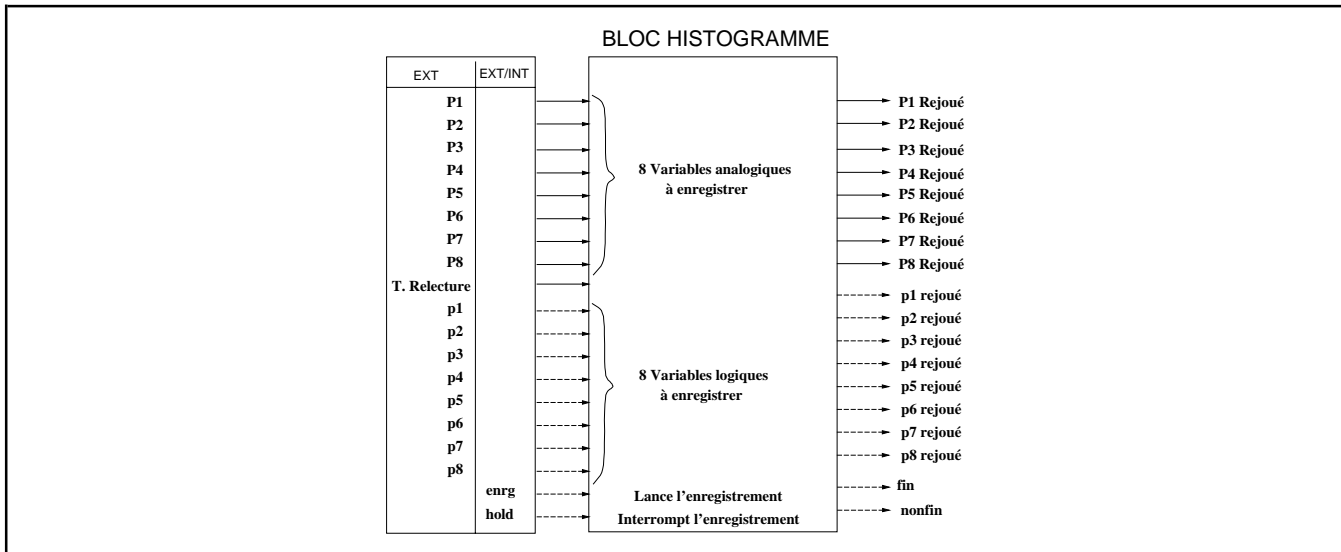 BLOC HISTOGRAMME
EXT EXT/INT
P1 P1 Rejoué
P2 P2 Rejoué
P3 P3 Rejoué
P4 8 Variables analogiques P4 Rejoué
P5 à enregistrer P5 Rejoué
P6 P6 Rejoué
P7 P7 Rejoué
P8 P8 Rejoué
T. Relecture
p1 p1 rejoué
p2 p2 rejoué
p3 p3 rejoué
p4 8 Variables logiques p4 rejoué
p5 à enregistrer p5 rejoué
p6 p6 rejoué
p7 p7 rejoué
p8 p8 rejoué
enrg Lance l'enregistrement fin
hold Interrompt l'enregistrement nonfin